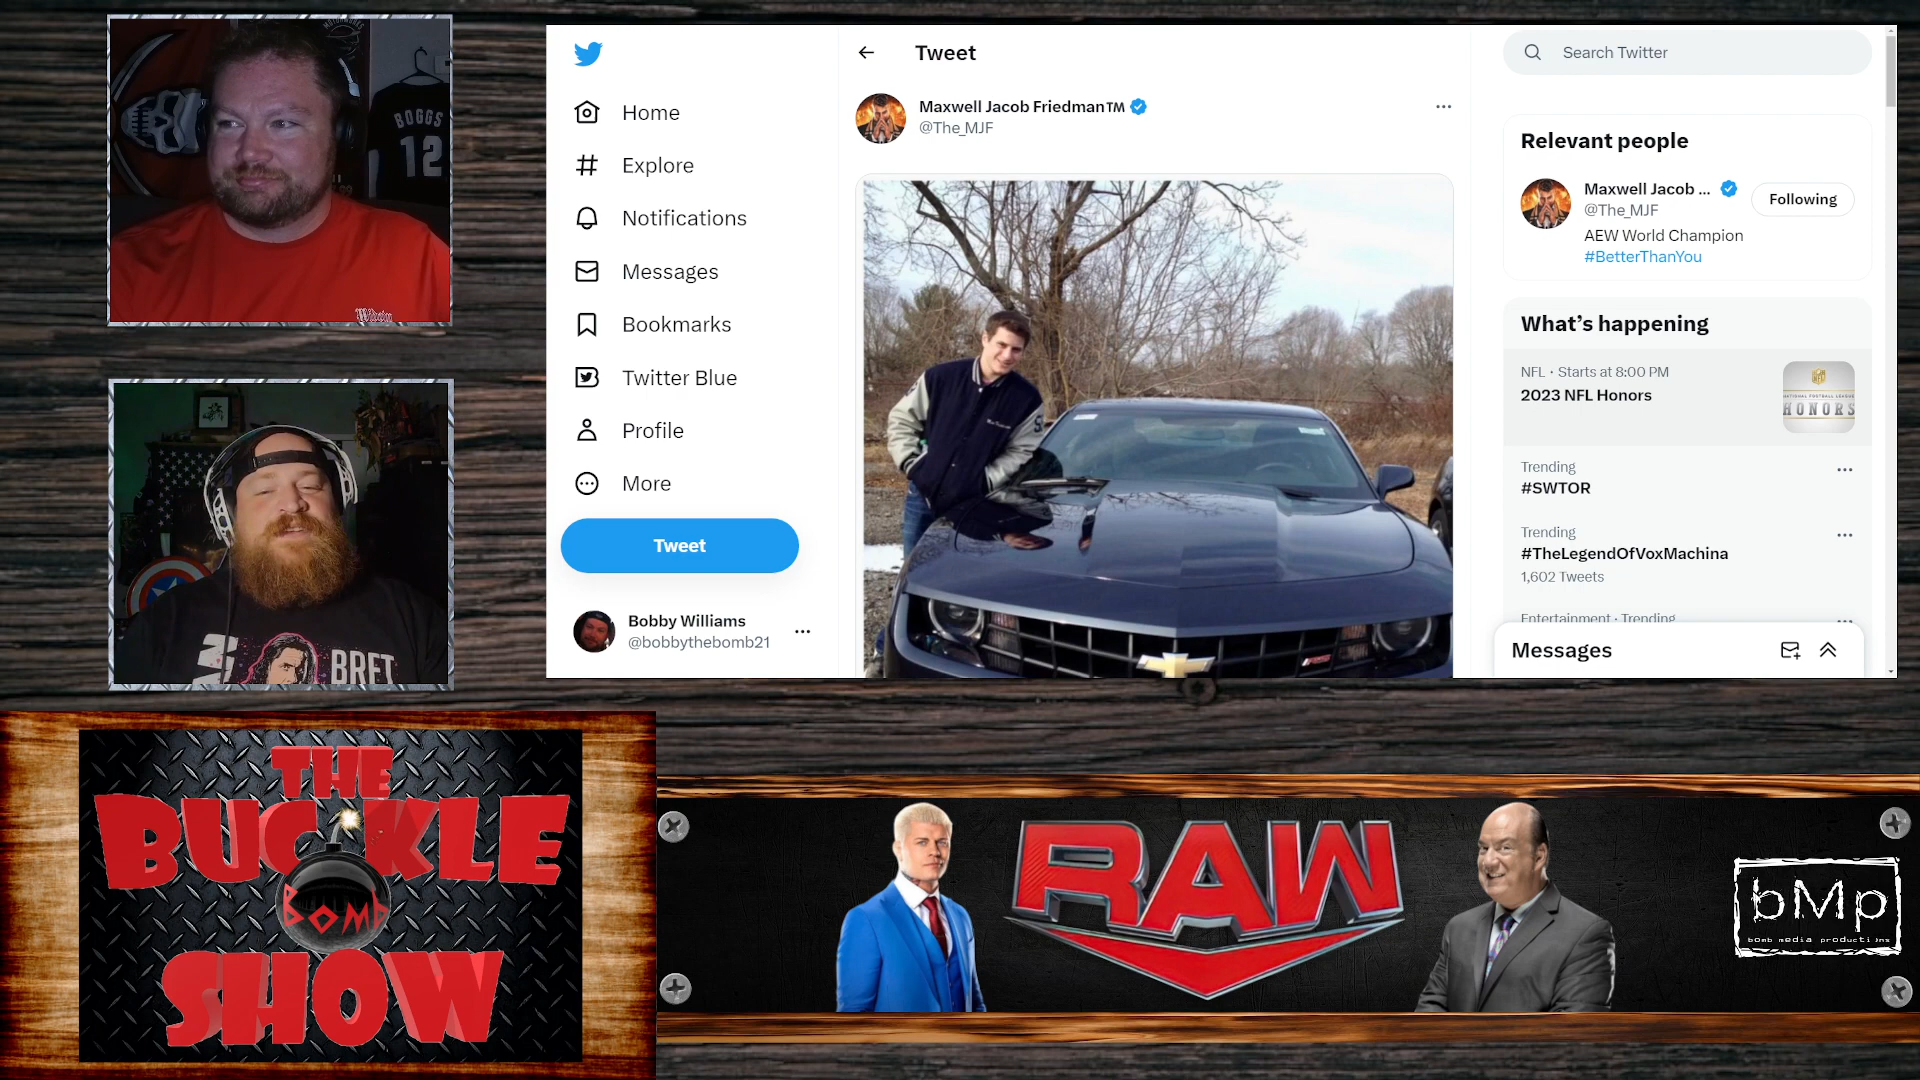 BOGGS
12
BRET
Home
Explore
Notifications
Messages
Bookmarks
Twitter Blue
Profile
More
Tweet
Bobby Williams
@bobbythebomb21
Tweet
Maxwell Jacob Friedman™
@The_MJF
Search Twitter
Relevant people
Maxwell Jacob ...
@The_MJF
Following
AEW World Champion
#BetterThanYou
What's happening
NFL · Starts at 8:00 PM
2023 NFL Honors
NATIONAL FOOTBALL LEAGUE
HONORS
Trending
#SWTOR
Trending
#TheLegendOfVoxMachina
1,602 Tweets
Entertainment · Trending
Messages
THE
BUCKLE
BOMB
SHOW
RAW
bMp
bomb media productions